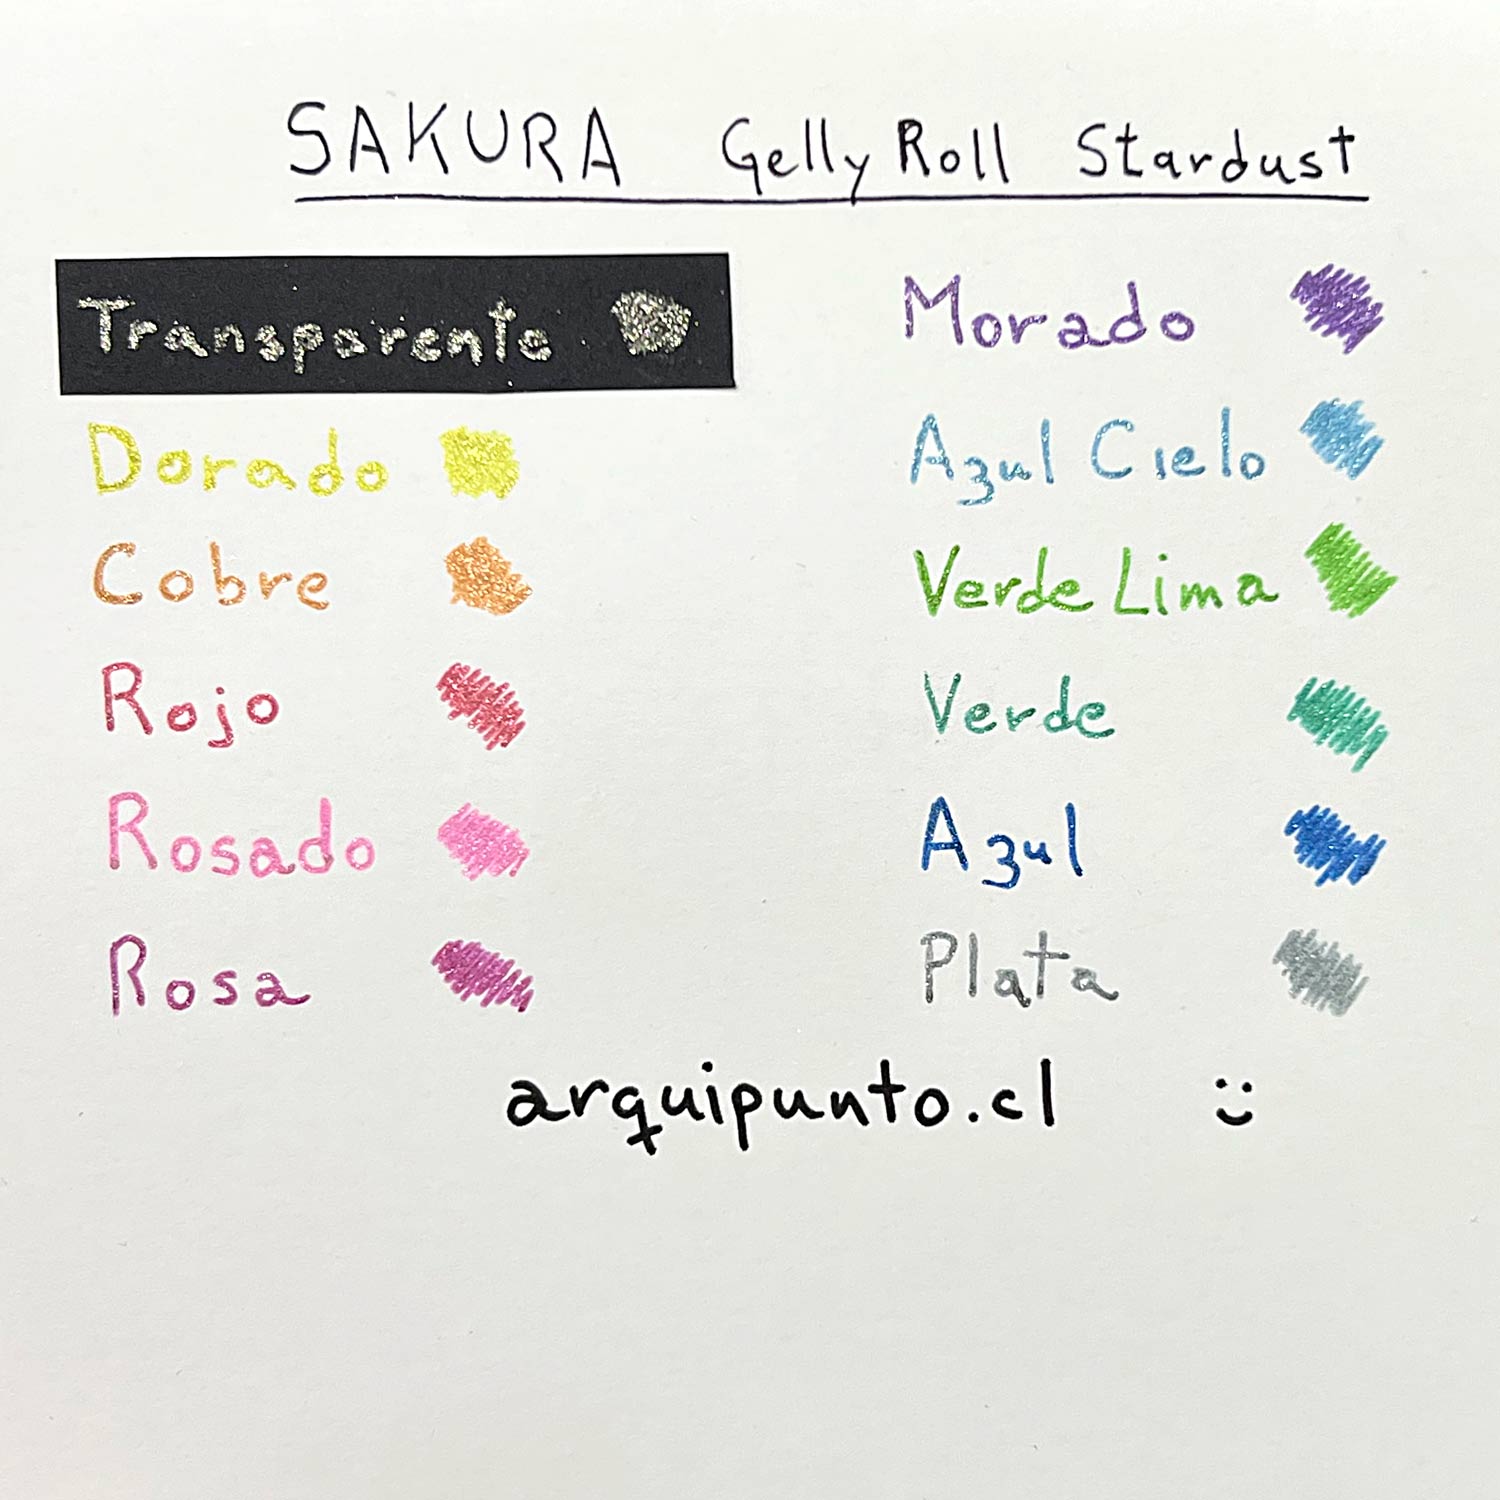 SAKURA Gelly Roll Stardust
Transparente
Dorado
Cobre
Rojo
Rosado
Rosa
Morado
Azul Cielo
Verde Lima
Verde
Azul
Plata
arquipunto.cl